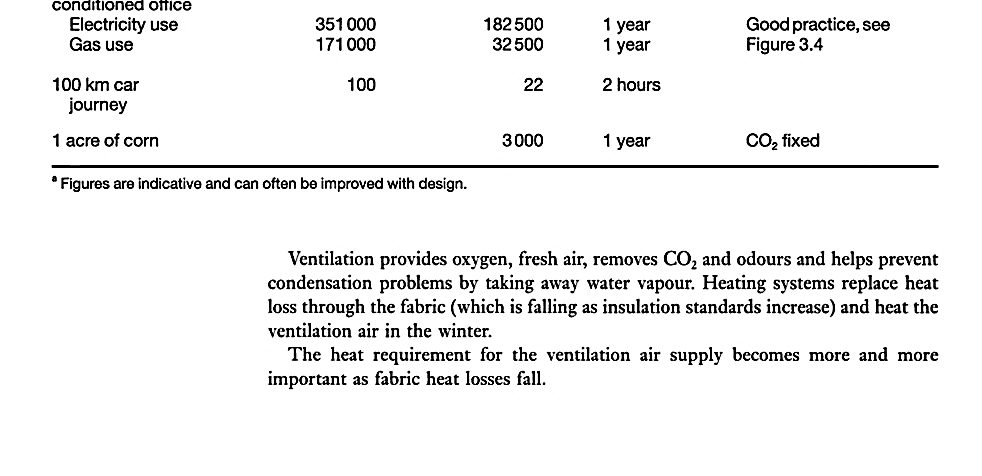 conditioned office
Electricity use 351 000 182 500 1 year Good practice, see
Gas use 171 000 32 500 1 year Figure 3.4
100 km car 100 22 2 hours
journey
1 acre of corn 3 000 1 year CO₂ fixed
ᵃ Figures are indicative and can often be improved with design.
Ventilation provides oxygen, fresh air, removes CO₂ and odours and helps prevent
condensation problems by taking away water vapour. Heating systems replace heat
loss through the fabric (which is falling as insulation standards increase) and heat the
ventilation air in the winter.
The heat requirement for the ventilation air supply becomes more and more
important as fabric heat losses fall.